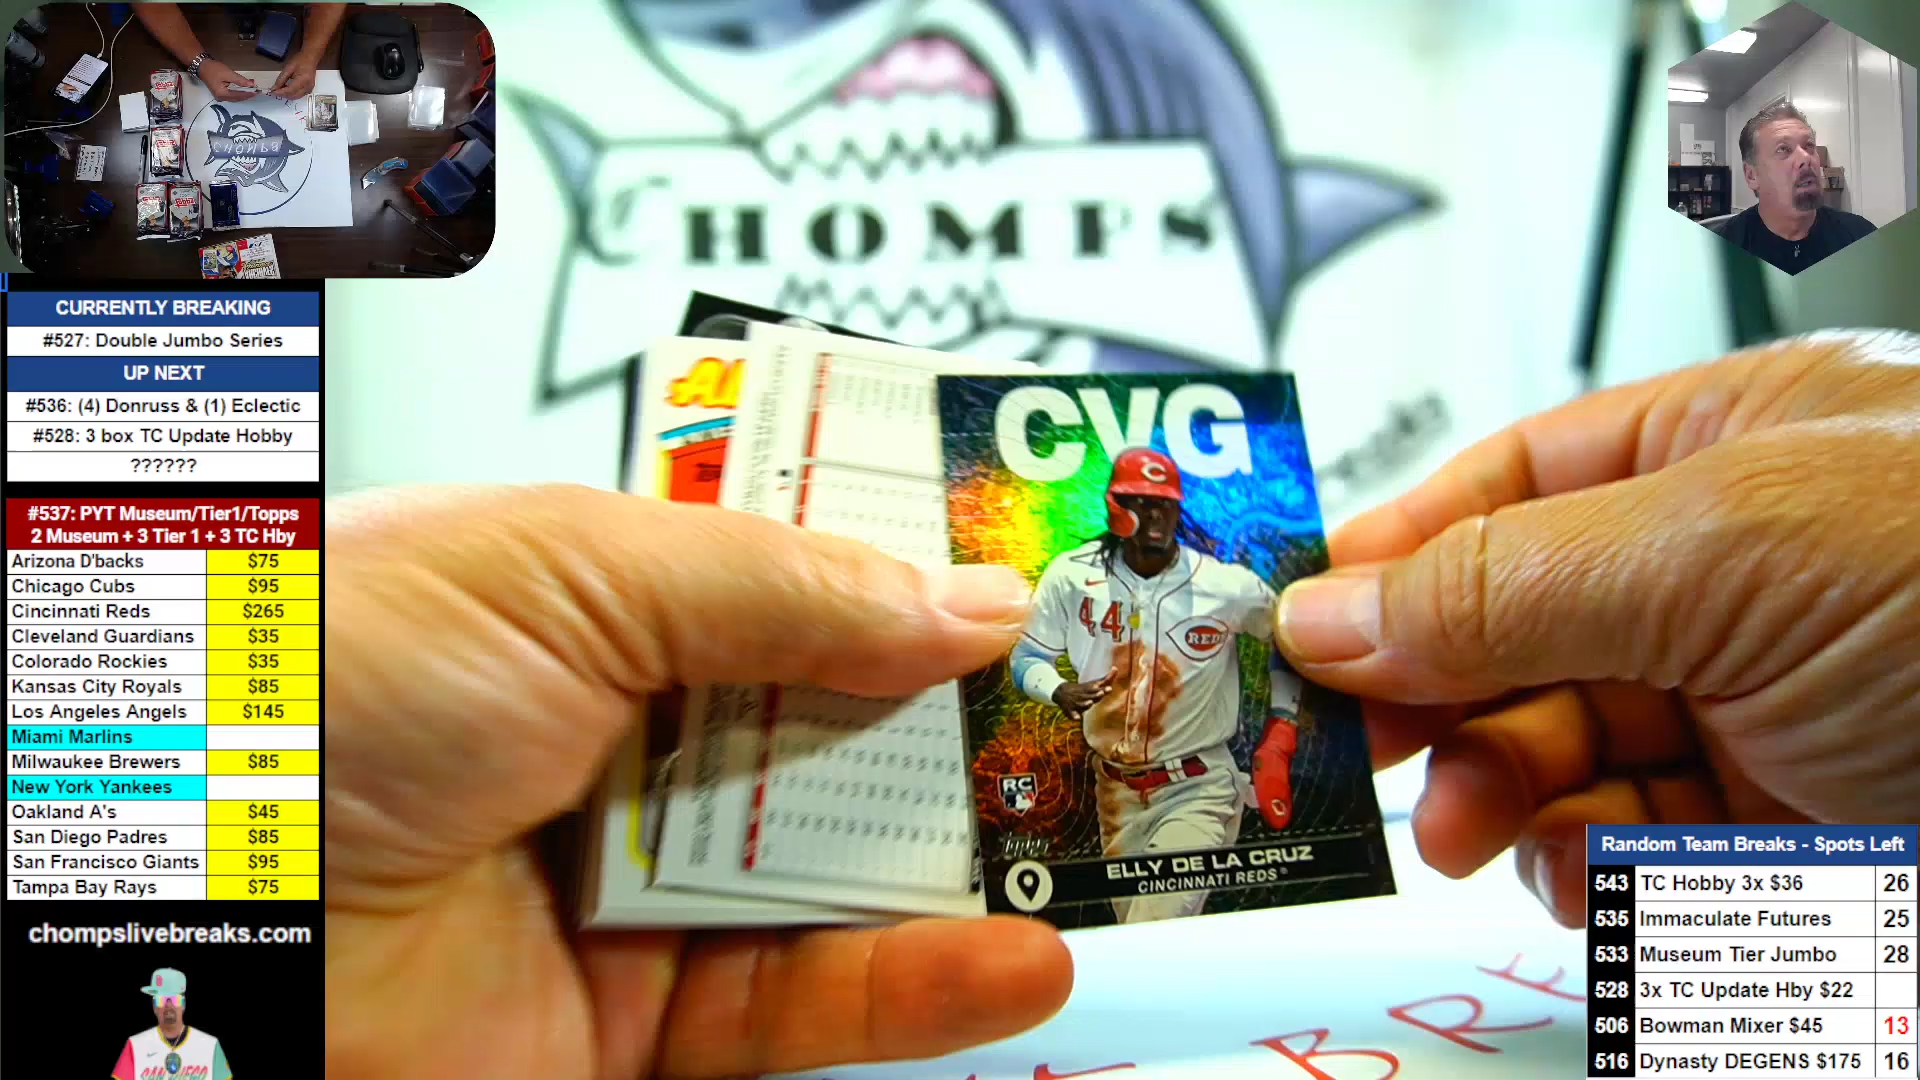 CURRENTLY BREAKING
#527: Double Jumbo Series
UP NEXT
#536: (4) Donruss & (1) Eclectic
#528: 3 box TC Update Hobby
??????
#537: PYT Museum/Tier1/Topps
2 Museum + 3 Tier 1 + 3 TC Hby
Arizona D'backs $75
Chicago Cubs $95
Cincinnati Reds $265
Cleveland Guardians $35
Colorado Rockies $35
Kansas City Royals $85
Los Angeles Angels $145
Miami Marlins
Milwaukee Brewers $85
New York Yankees
Oakland A's $45
San Diego Padres $85
San Francisco Giants $95
Tampa Bay Rays $75
chompslivebreaks.com
CHOMPS
CHOMPS
CVG
C
44
REDS
RC
topps
ELLY DE LA CRUZ
CINCINNATI REDS®
Random Team Breaks - Spots Left
543 TC Hobby 3x $36 26
535 Immaculate Futures 25
533 Museum Tier Jumbo 28
528 3x TC Update Hby $22
506 Bowman Mixer $45 13
516 Dynasty DEGENS $175 16